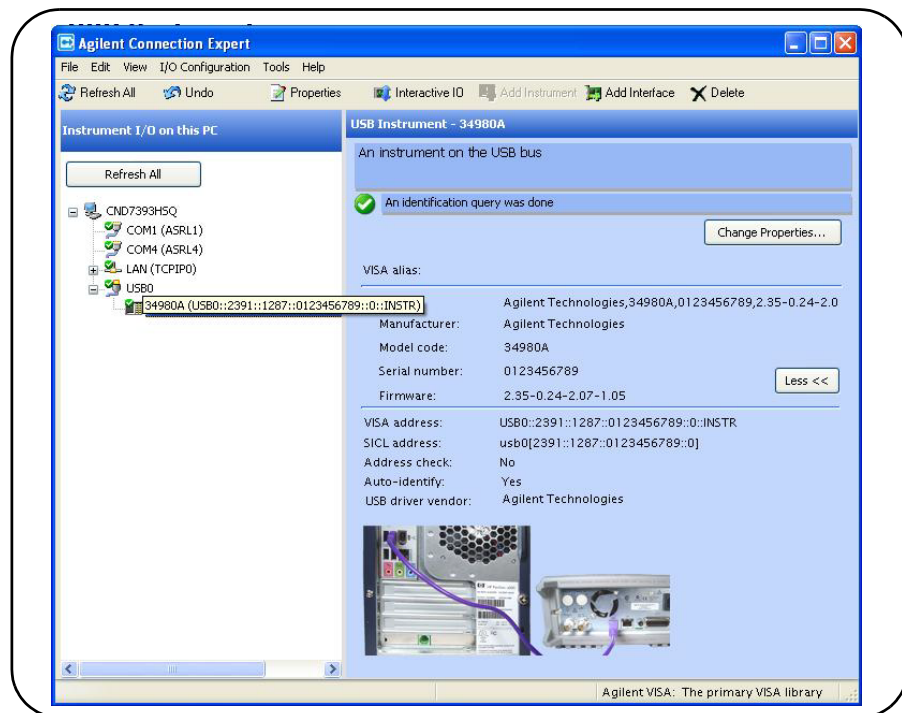 Agilent Connection Expert
File Edit View I/O Configuration Tools Help
Refresh All Undo Properties Interactive IO Add Instrument Add Interface Delete
Instrument I/O on this PC
Refresh All
CND7393HSQ
COM1 (ASRL1)
COM4 (ASRL4)
LAN (TCPIP0)
USB0
34980A (USB0::2391::1287::0123456789::0::INSTR)
USB Instrument - 34980A
An instrument on the USB bus
An identification query was done
Change Properties...
VISA alias:
Agilent Technologies,34980A,0123456789,2.35-0.24-2.0
Manufacturer: Agilent Technologies
Model code: 34980A
Serial number: 0123456789
Less <<
Firmware: 2.35-0.24-2.07-1.05
VISA address: USB0::2391::1287::0123456789::0::INSTR
SICL address: usb0[2391::1287::0123456789::0]
Address check: No
Auto-identify: Yes
USB driver vendor: Agilent Technologies
Agilent VISA: The primary VISA library